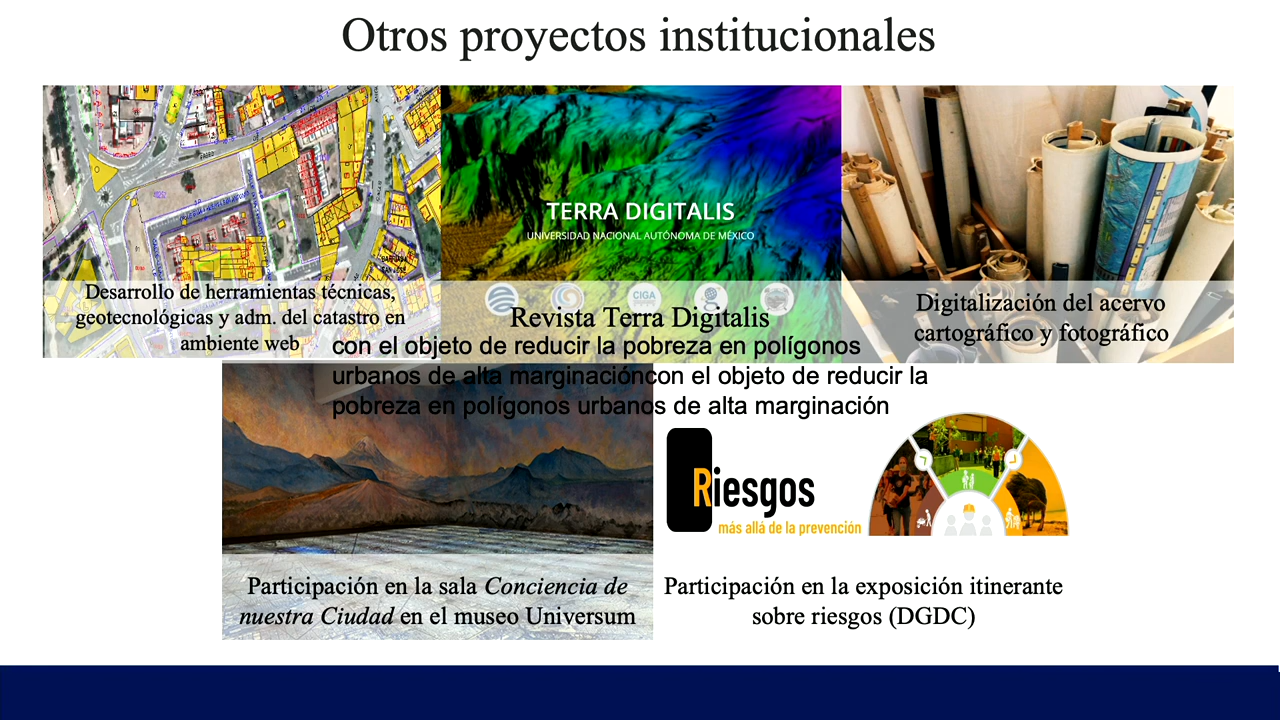 Otros proyectos institucionales
TERRA DIGITALIS
UNIVERSIDAD NACIONAL AUTÓNOMA DE MÉXICO
BARRIADA
SAN JOSÉ
CIGA
Desarrollo de herramientas técnicas,
geotecnológicas y adm. del catastro en
ambiente web
Revista Terra Digitalis
Digitalización del acervo
cartográfico y fotográfico
con el objeto de reducir la pobreza en polígonos
urbanos de alta marginacióncon el objeto de reducir la
pobreza en polígonos urbanos de alta marginación
Riesgos
más allá de la prevención
Participación en la sala Conciencia de
nuestra Ciudad en el museo Universum
Participación en la exposición itinerante
sobre riesgos (DGDC)